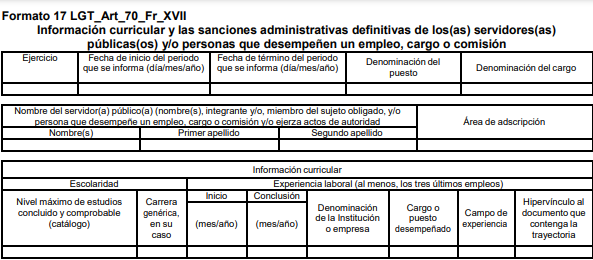 Formato 17 LGT_Art_70_Fr_XVII
Información curricular y las sanciones administrativas definitivas de los(as) servidores(as)
públicas(os) y/o personas que desempeñen un empleo, cargo o comisión
Ejercicio
Fecha de inicio del periodo
que se informa (día/mes/año)
Fecha de término del periodo
que se informa (día/mes/año)
Denominación del
puesto
Denominación del cargo
Nombre del servidor(a) público(a) (nombre(s), integrante y/o, miembro del sujeto obligado, y/o
persona que desempeñe un empleo, cargo o comisión y/o ejerza actos de autoridad
Área de adscripción
Nombre(s)
Primer apellido
Segundo apellido
Información curricular
Escolaridad
Experiencia laboral (al menos, los tres últimos empleos)
Nivel máximo de estudios
concluido y comprobable
(catálogo)
Carrera
genérica,
en su
caso
Inicio
(mes/año)
Conclusión
(mes/año)
Denominación
de la Institución
o empresa
Cargo o
puesto
desempeñado
Campo de
experiencia
Hipervínculo al
documento que
contenga la
trayectoria